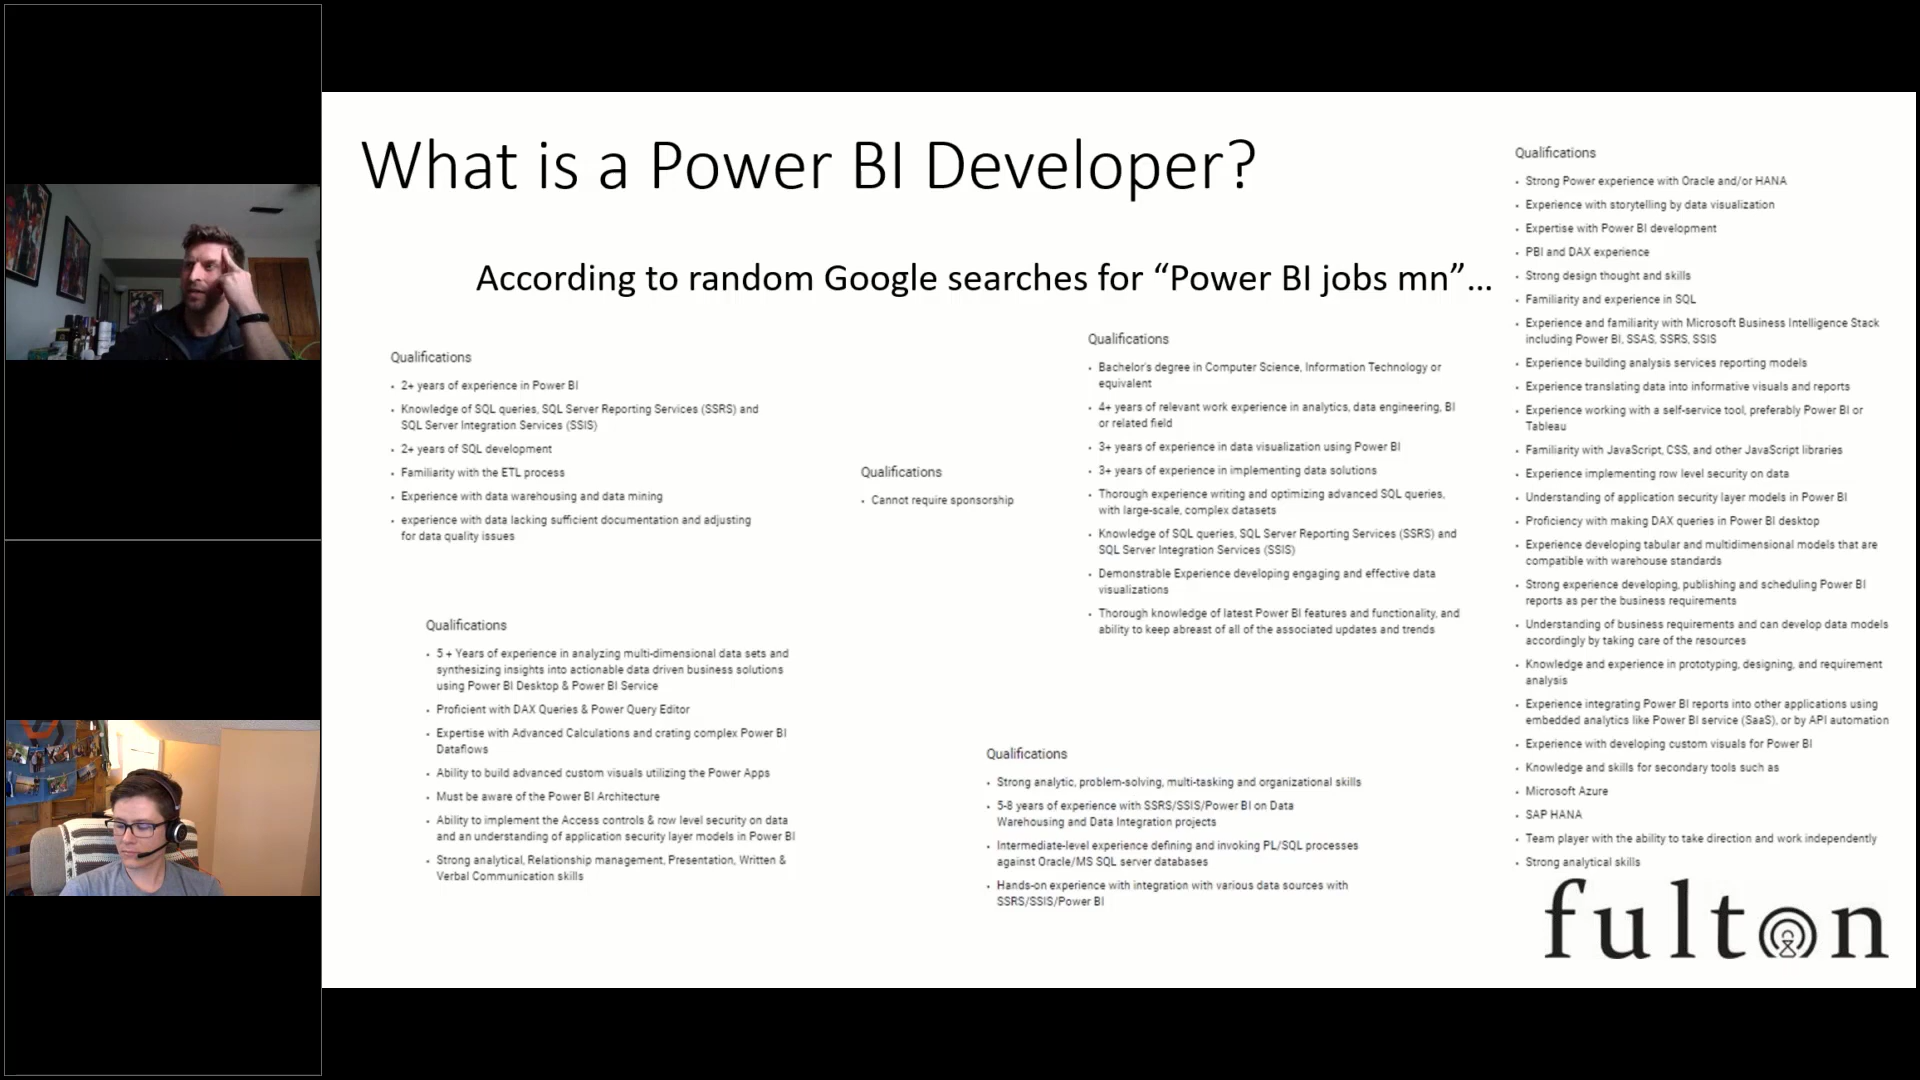 What is a Power BI Developer?
According to random Google searches for “Power BI jobs mn”...
Qualifications
• 2+ years of experience in Power BI
• Knowledge of SQL queries, SQL Server Reporting Services (SSRS) and
SQL Server Integration Services (SSIS)
• 2+ years of SQL development
• Familiarity with the ETL process
• Experience with data warehousing and data mining
• experience with data lacking sufficient documentation and adjusting
for data quality issues
Qualifications
• 5 + Years of experience in analyzing multi-dimensional data sets and
synthesizing insights into actionable data driven business solutions
using Power BI Desktop & Power BI Service
• Proficient with DAX Queries & Power Query Editor
• Expertise with Advanced Calculations and crating complex Power BI
Dataflows
• Ability to build advanced custom visuals utilizing the Power Apps
• Must be aware of the Power BI Architecture
• Ability to implement the Access controls & row level security on data
and an understanding of application security layer models in Power BI
• Strong analytical, Relationship management, Presentation, Written &
Verbal Communication skills
Qualifications
• Cannot require sponsorship
Qualifications
• Bachelor's degree in Computer Science, Information Technology or
equivalent
• 4+ years of relevant work experience in analytics, data engineering, BI
or related field
• 3+ years of experience in data visualization using Power BI
• 3+ years of experience in implementing data solutions
• Thorough experience writing and optimizing advanced SQL queries,
with large-scale, complex datasets
• Knowledge of SQL queries, SQL Server Reporting Services (SSRS) and
SQL Server Integration Services (SSIS)
• Demonstrable Experience developing engaging and effective data
visualizations
• Thorough knowledge of latest Power BI features and functionality, and
ability to keep abreast of all of the associated updates and trends
Qualifications
• Strong analytic, problem-solving, multi-tasking and organizational skills
• 5-8 years of experience with SSRS/SSIS/Power BI on Data
Warehousing and Data Integration projects
• Intermediate-level experience defining and invoking PL/SQL processes
against Oracle/MS SQL server databases
• Hands-on experience with integration with various data sources with
SSRS/SSIS/Power BI
Qualifications
• Strong Power experience with Oracle and/or HANA
• Experience with storytelling by data visualization
• Expertise with Power BI development
• PBI and DAX experience
• Strong design thought and skills
• Familiarity and experience in SQL
• Experience and familiarity with Microsoft Business Intelligence Stack
including Power BI, SSAS, SSRS, SSIS
• Experience building analysis services reporting models
• Experience translating data into informative visuals and reports
• Experience working with a self-service tool, preferably Power BI or
Tableau
• Familiarity with JavaScript, CSS, and other JavaScript libraries
• Experience implementing row level security on data
• Understanding of application security layer models in Power BI
• Proficiency with making DAX queries in Power BI desktop
• Experience developing tabular and multidimensional models that are
compatible with warehouse standards
• Strong experience developing, publishing and scheduling Power BI
reports as per the business requirements
• Understanding of business requirements and can develop data models
accordingly by taking care of the resources
• Knowledge and experience in prototyping, designing, and requirement
analysis
• Experience integrating Power BI reports into other applications using
embedded analytics like Power BI service (SaaS), or by API automation
• Experience with developing custom visuals for Power BI
• Knowledge and skills for secondary tools such as
• Microsoft Azure
• SAP HANA
• Team player with the ability to take direction and work independently
• Strong analytical skills
fulton